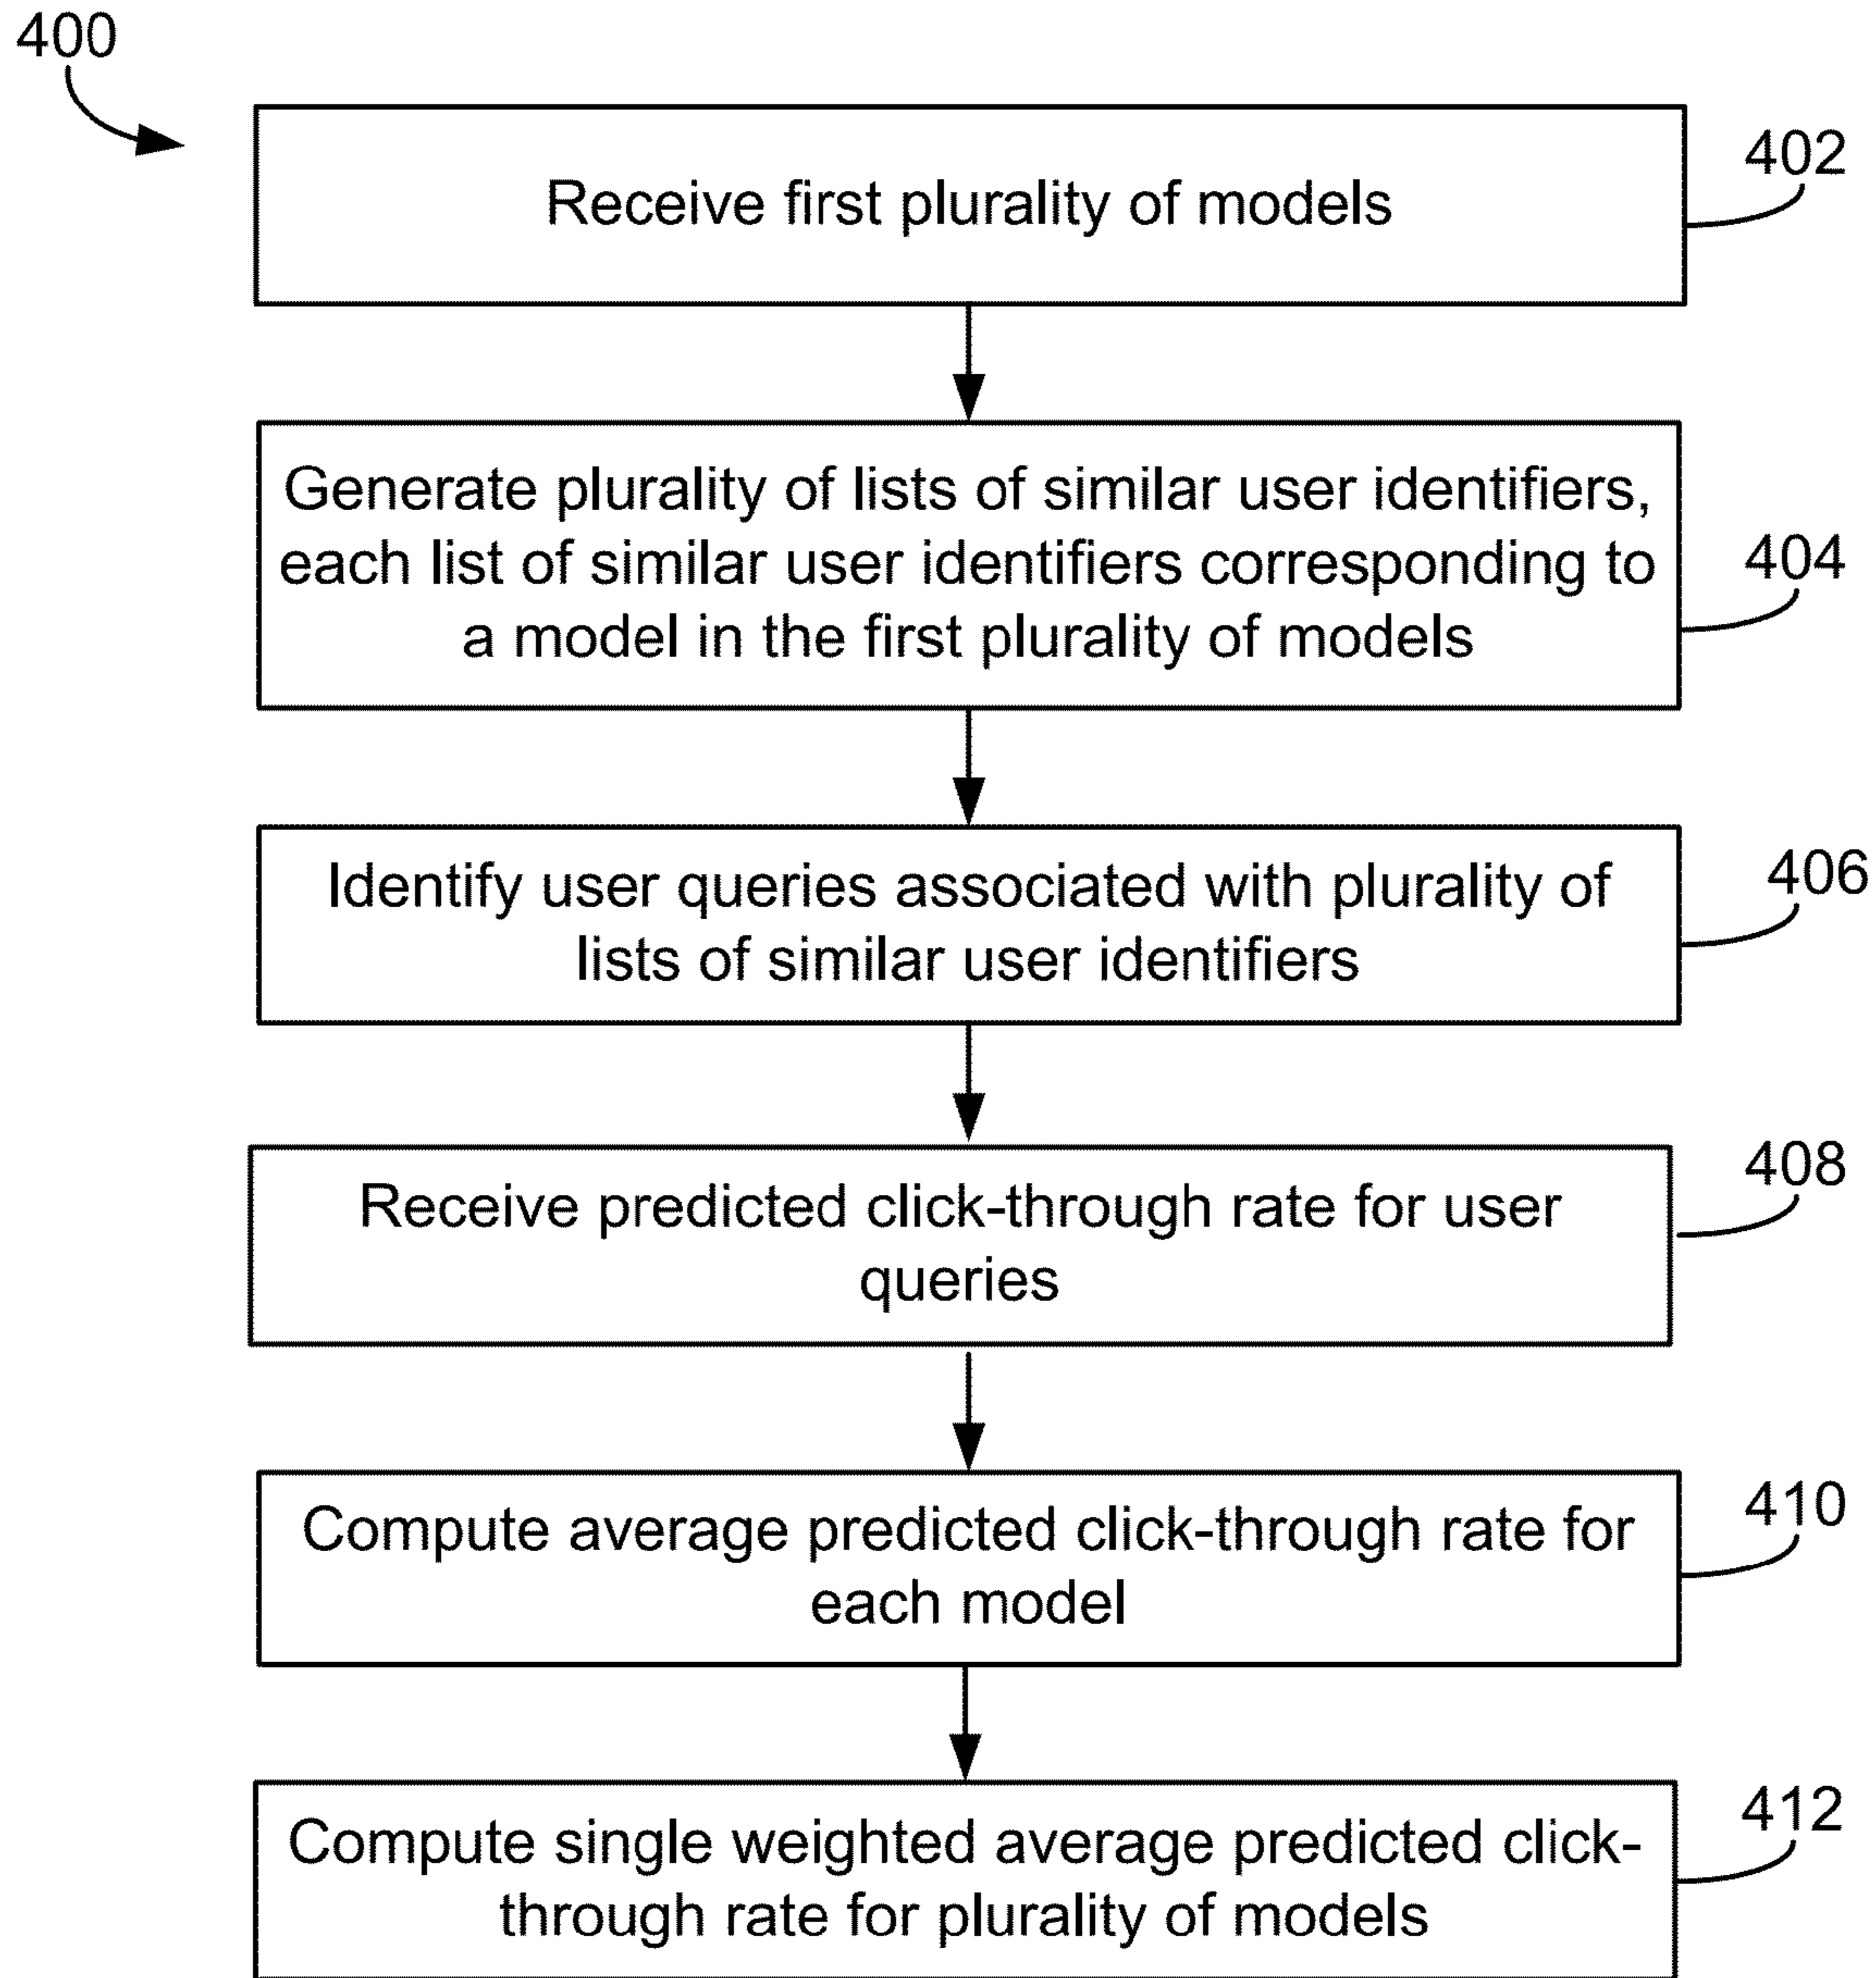 400
Receive first plurality of models
402
Generate plurality of lists of similar user identifiers,
each list of similar user identifiers corresponding to
a model in the first plurality of models
404
Identify user queries associated with plurality of
lists of similar user identifiers
406
Receive predicted click-through rate for user
queries
408
Compute average predicted click-through rate for
each model
410
Compute single weighted average predicted click-
through rate for plurality of models
412